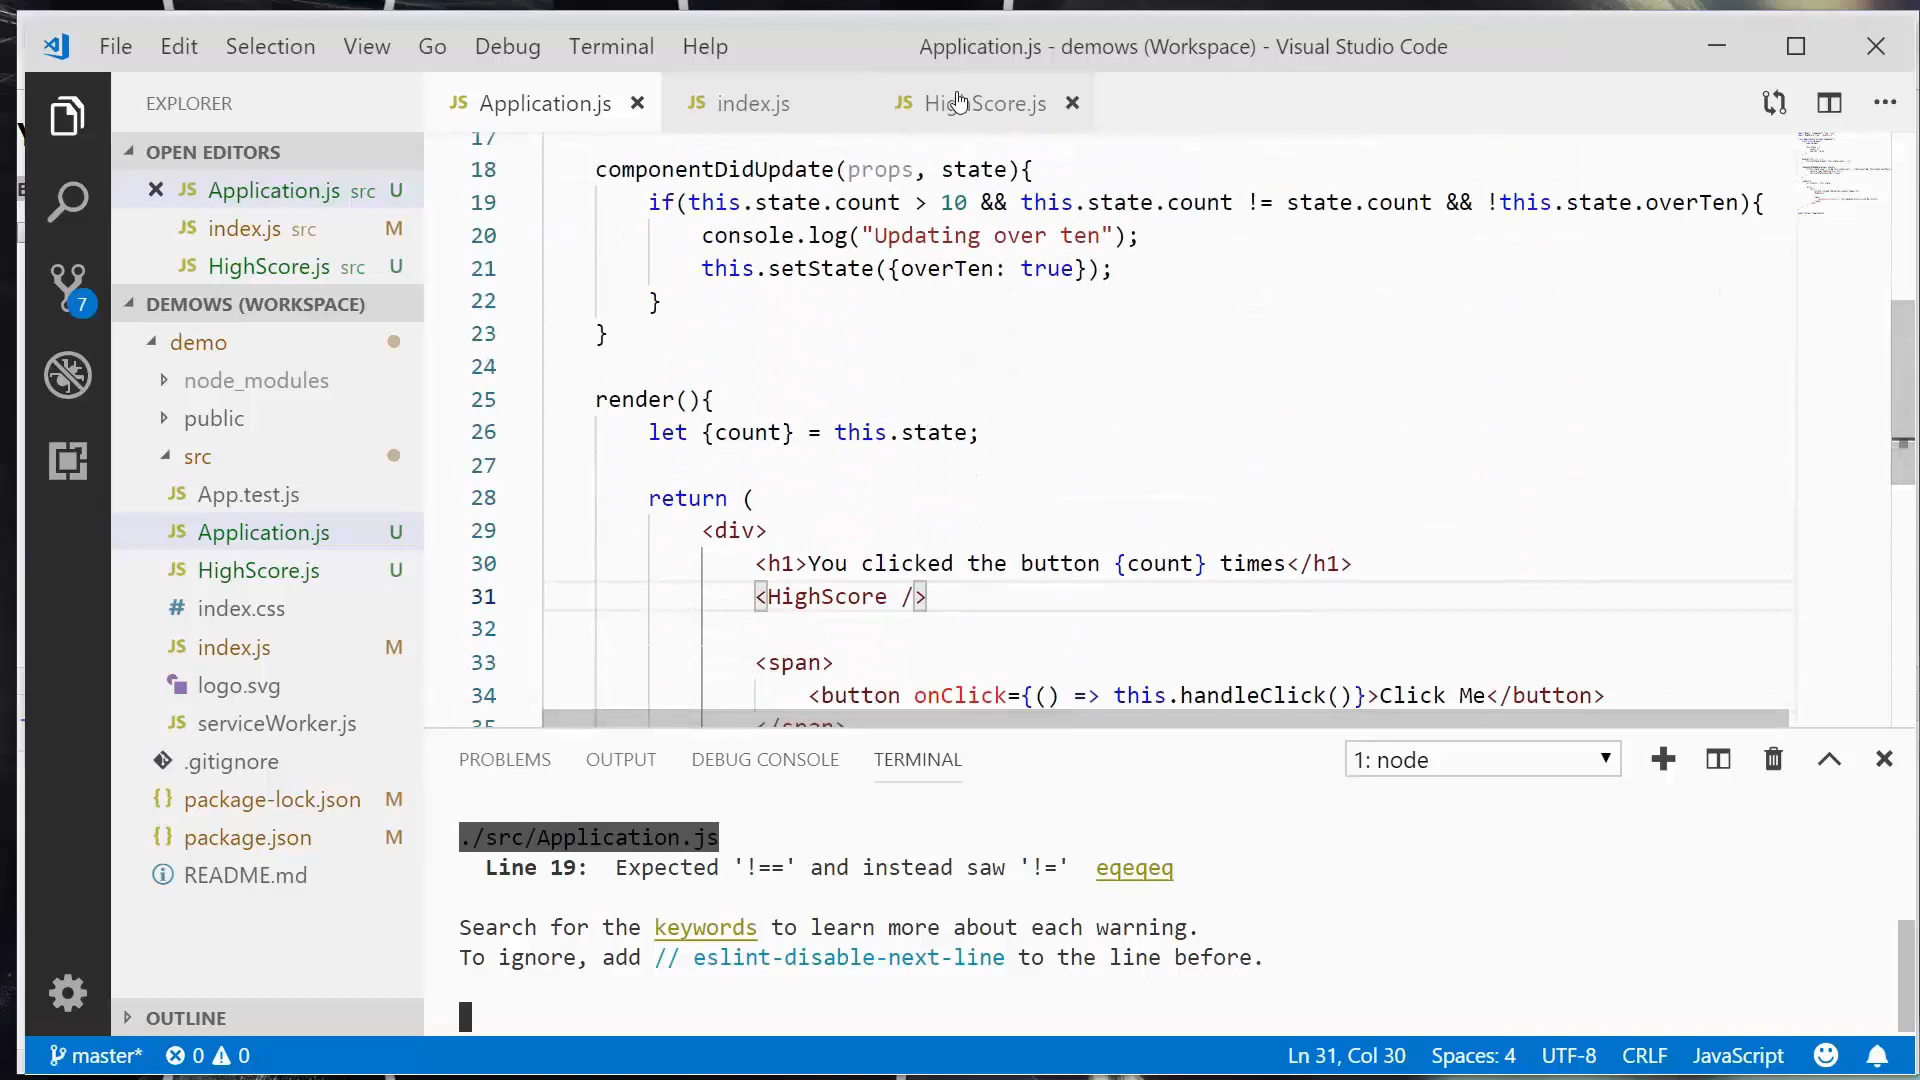 File Edit Selection View Go Debug Terminal Help Application.js - demows (Workspace) - Visual Studio Code
EXPLORER
OPEN EDITORS
JS Application.js src U
JS index.js src M
JS HighScore.js src U
DEMOWS (WORKSPACE)
demo
node_modules
public
src
JS App.test.js
JS Application.js U
JS HighScore.js U
# index.css
JS index.js M
logo.svg
JS serviceWorker.js
.gitignore
{} package-lock.json M
{} package.json M
README.md
OUTLINE
7
JS Application.js JS index.js JS HighScore.js
17
18 componentDidUpdate(props, state){
19 if(this.state.count > 10 && this.state.count != state.count && !this.state.overTen){
20 console.log("Updating over ten");
21 this.setState({overTen: true});
22 }
23 }
24
25 render(){
26 let {count} = this.state;
27
28 return (
29 <div>
30 <h1>You clicked the button {count} times</h1>
31 <HighScore />
32
33 <span>
34 <button onClick={() => this.handleClick()}>Click Me</button>
35 </span>
PROBLEMS OUTPUT DEBUG CONSOLE TERMINAL 1: node
./src/Application.js
Line 19: Expected '!==' and instead saw '!=' eqeqeq
Search for the keywords to learn more about each warning.
To ignore, add // eslint-disable-next-line to the line before.
master* 0 0 Ln 31, Col 30 Spaces: 4 UTF-8 CRLF JavaScript